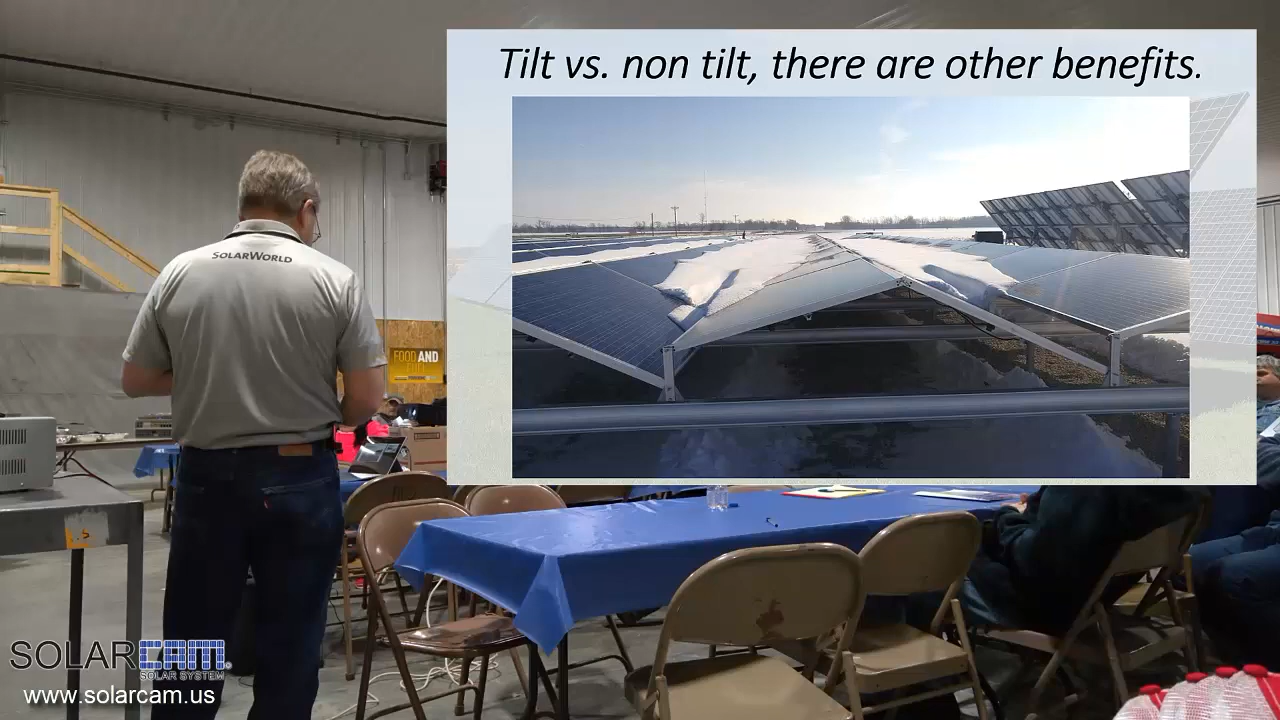 Tilt vs. non tilt, there are other benefits.
SOLARWORLD
FOOD AND
SOLARCAM®
SOLAR SYSTEM
www.solarcam.us